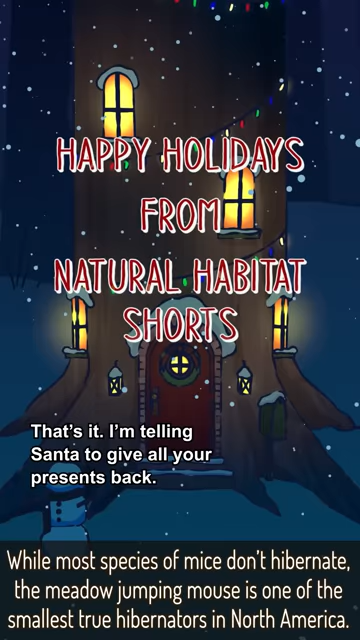 HAPPY HOLIDAYS
FROM
NATURAL HABITAT
SHORTS
That's it. I'm telling
Santa to give all your
presents back.
While most species of mice don't hibernate,
the meadow jumping mouse is one of the
smallest true hibernators in North America.